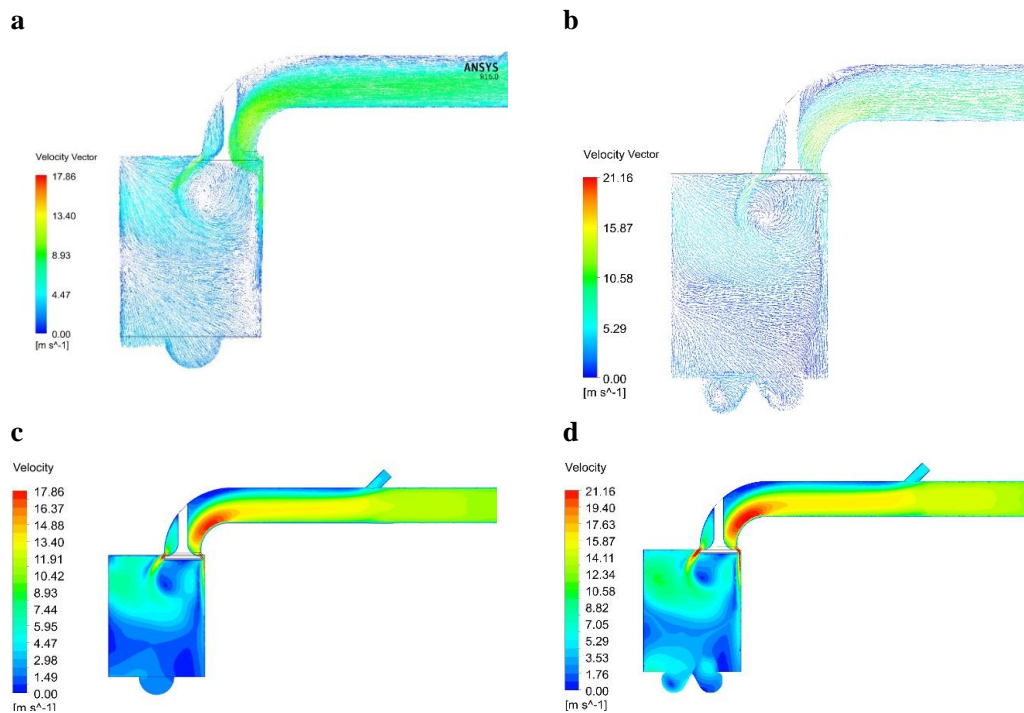 a
ANSYS
R16.0
Velocity Vector
17.86
13.40
8.93
4.47
0.00
[m s^-1]
b
Velocity Vector
21.16
15.87
10.58
5.29
0.00
[m s^-1]
c
Velocity
17.86
16.37
14.88
13.40
11.91
10.42
8.93
7.44
5.95
4.47
2.98
1.49
0.00
[m s^-1]
d
Velocity
21.16
19.40
17.63
15.87
14.11
12.34
10.58
8.82
7.05
5.29
3.53
1.76
0.00
[m s^-1]